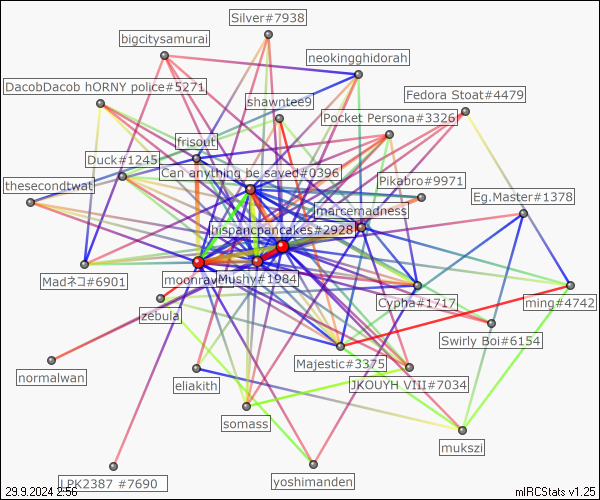 Silver#7938
bigcitysamurai
neokingghidorah
DacobDacob hORNY police#5271
Fedora Stoat#4479
shawntee9
Pocket Persona#3326
frisout
Duck#1245
Can anything be saved#0396
thesecondtwat
Pikabro#9971
Eg.Master#1378
marcemadness
hispancpancakes#2928
Madネコ#6901
Mushy#1984
Cypha#1717
ming#4742
zebula
Swirly Boi#6154
Majestic#3375
normalwan
eliakith
JKOUYH VIII#7034
somass
mukszi
LPK2387 #7690
yoshimanden
29.9.2024 2:56
mIRCStats v1.25